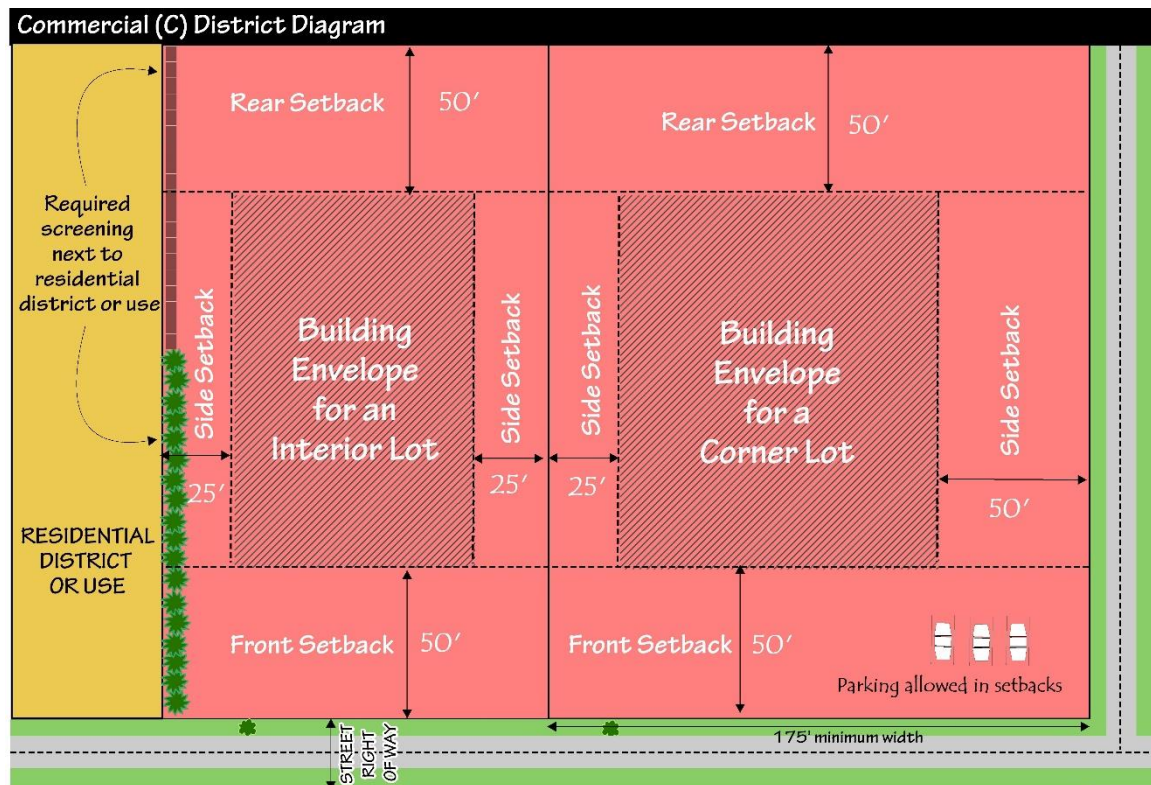 Commercial (C) District Diagram
Rear Setback 50'
Rear Setback 50'
Required
screening
next to
residential
district or use
Side Setback
25'
Building
Envelope
for an
Interior Lot
Side Setback
25'
Side Setback
25'
Building
Envelope
for a
Corner Lot
Side Setback
50'
RESIDENTIAL
DISTRICT
OR USE
Front Setback 50'
Front Setback 50'
Parking allowed in setbacks
STREET
RIGHT
OF WAY
175' minimum width